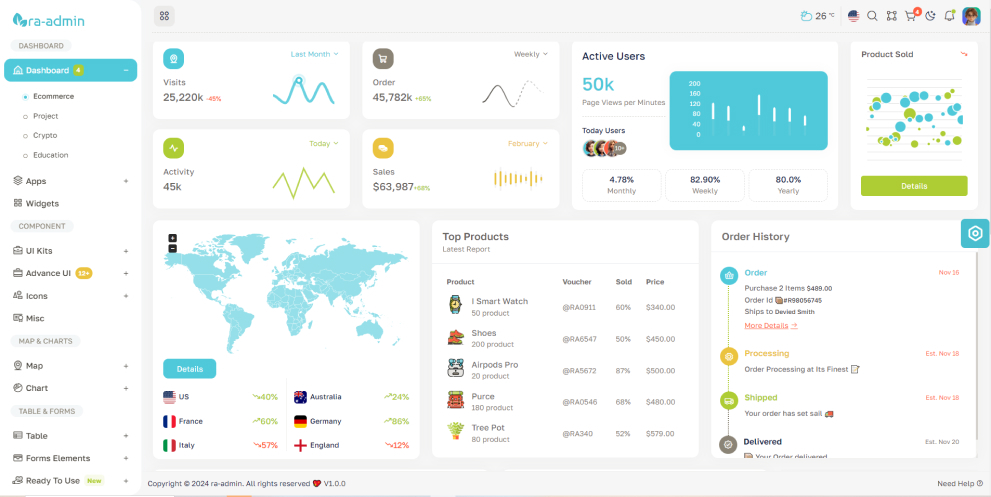 ra-admin
DASHBOARD
Dashboard 4 −
Ecommerce
Project
Crypto
Education
Apps +
Widgets
COMPONENT
UI Kits +
Advance UI 12+ +
Icons +
Misc
MAP & CHARTS
Map +
Chart +
TABLE & FORMS
Table +
Forms Elements +
Ready To Use New +
26 °C
4
Last Month
Visits
25,220k -45%
Weekly
Order
45,782k +65%
Today
Activity
45k
February
Sales
$63,987 +68%
Active Users
50k
Page Views per Minutes
Today Users
10+
200
160
120
80
40
0
4.78%
Monthly
82.90%
Weekly
80.0%
Yearly
Product Sold
Details
+
−
Details
US 40%
Australia 24%
France 60%
Germany 86%
Italy 57%
England 12%
Top Products
Latest Report
Product Voucher Sold Price
I Smart Watch
50 product
@RA0911 60% $340.00
Shoes
200 product
@RA6547 50% $450.00
Airpods Pro
20 product
@RA5672 87% $500.00
Purce
180 product
@RA0546 68% $480.00
Tree Pot
80 product
@RA340 52% $579.00
Order History
Order Nov 16
Purchase 2 Items $489.00
Order Id #R98056745
Ships to Devied Smith
More Details →
Processing Est. Nov 18
Order Processing at Its Finest
Shipped Est. Nov 18
Your order has set sail
Delivered Est. Nov 20
Your Order delivered
Copyright © 2024 ra-admin. All rights reserved V1.0.0
Need Help